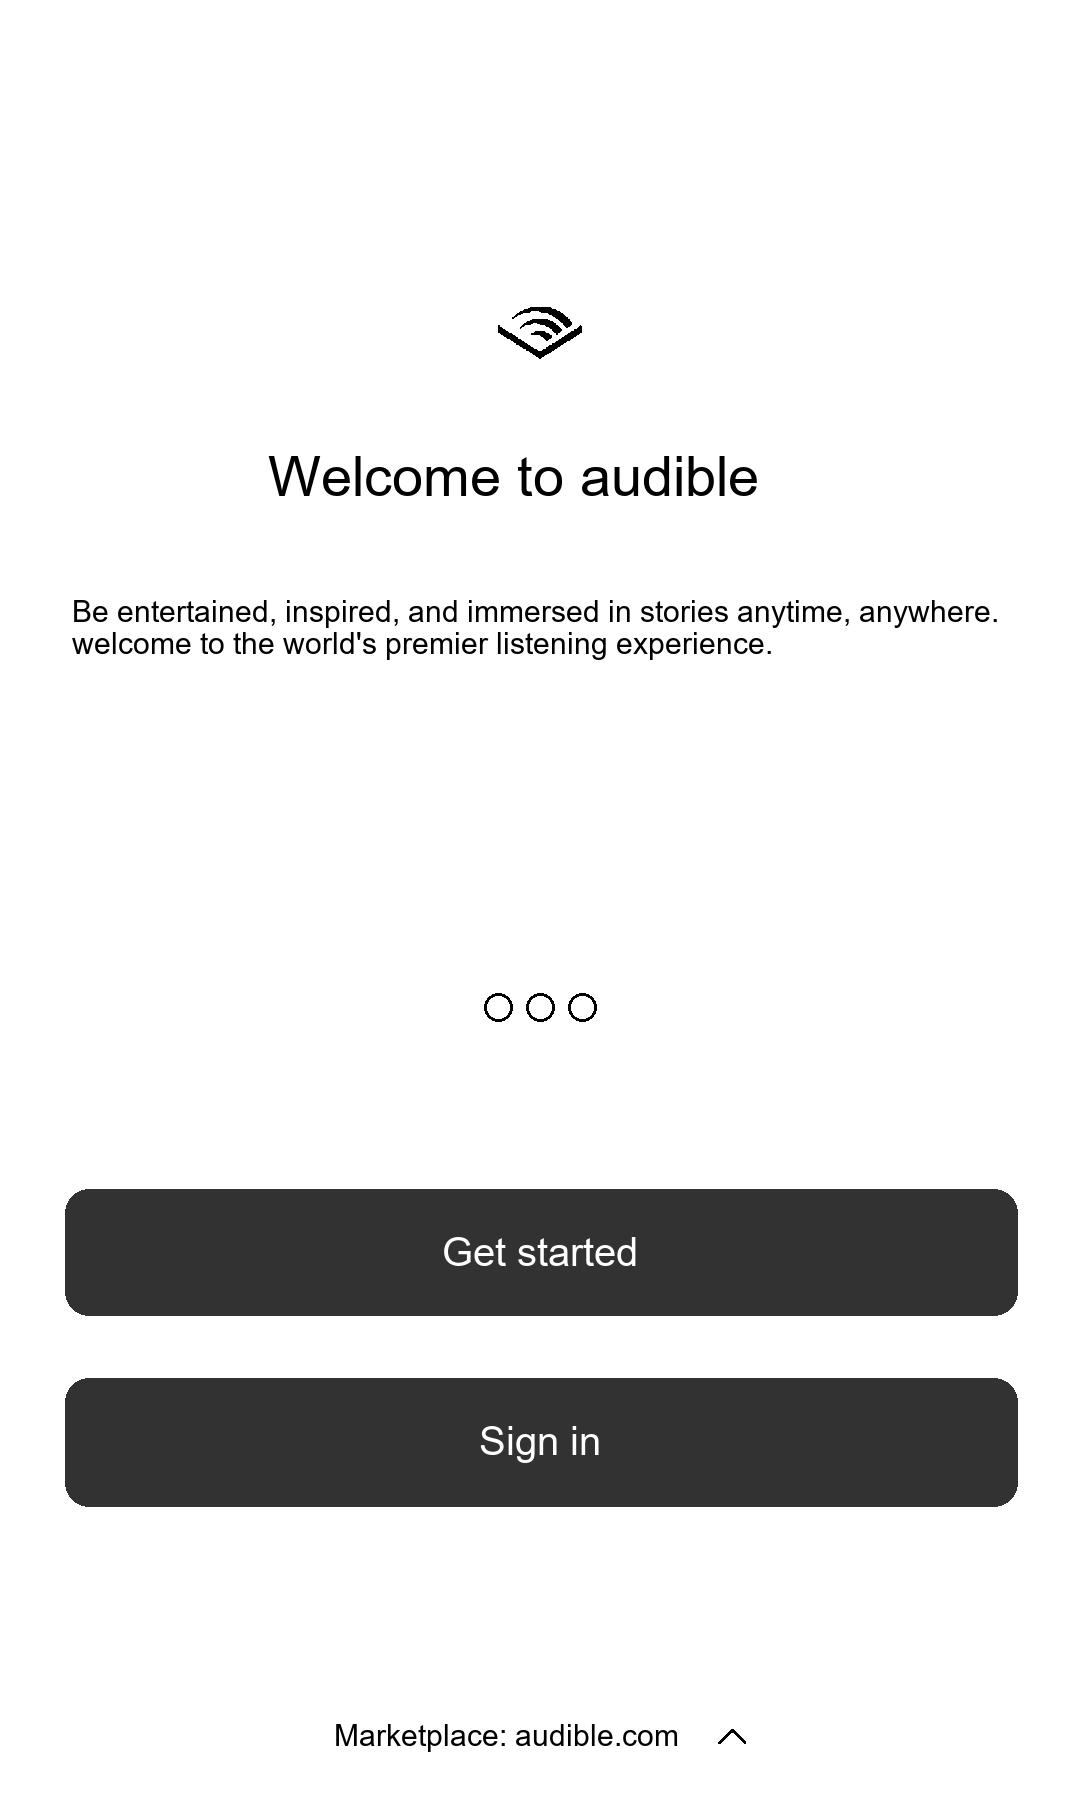 Welcome to audible
Be entertained, inspired, and immersed in stories anytime, anywhere.
welcome to the world's premier listening experience.
Get started
Sign in
Marketplace: audible.com